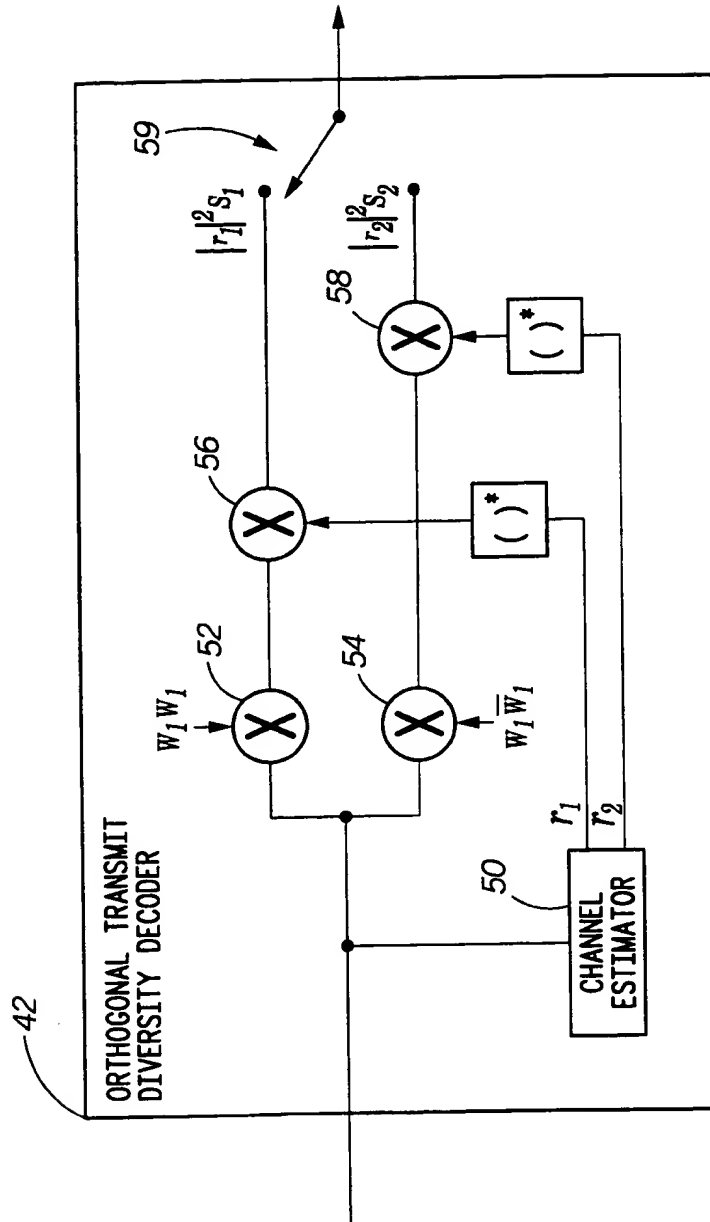 42
ORTHOGONAL TRANSMIT
DIVERSITY DECODER
W₁W₁
52
56
|r₁|²S₁
59
54
W₁W̅₁
58
|r₂|²S₂
( )*
( )*
50
CHANNEL
ESTIMATOR
r₁
r₂